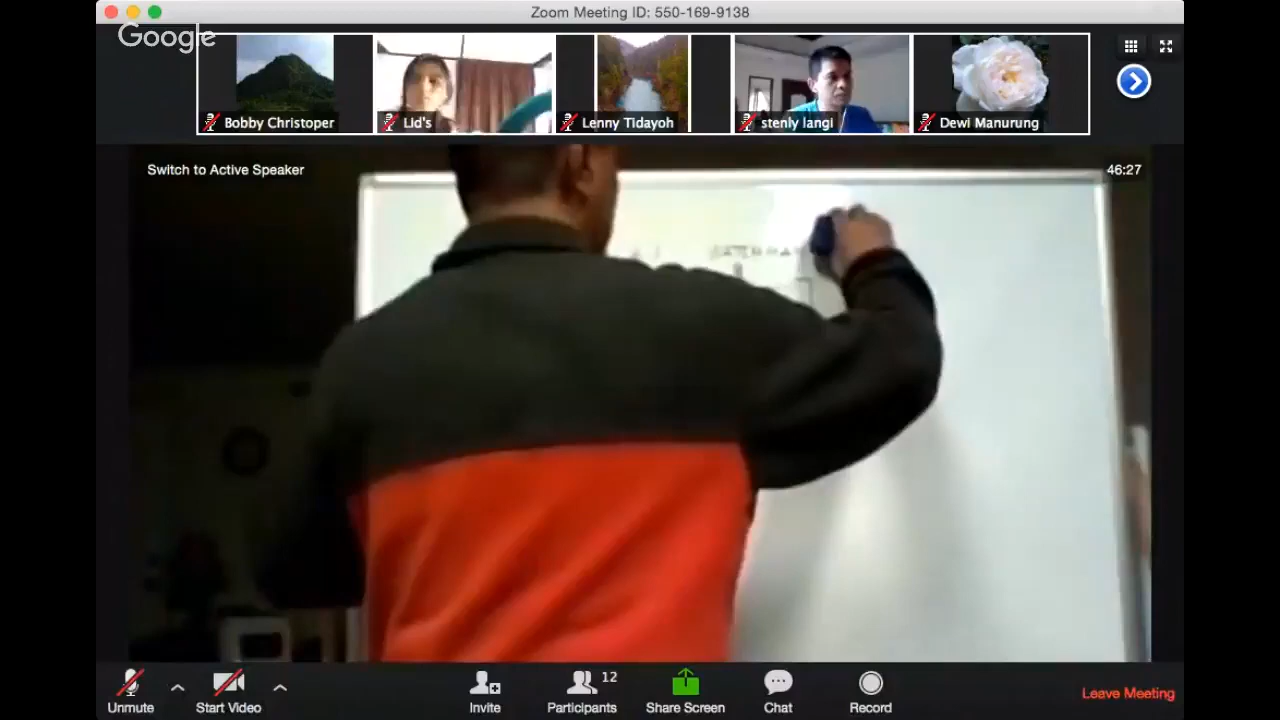 Zoom Meeting ID: 550-169-9138
Google
Bobby Christoper
Lid's
Lenny Tidayoh
stenly langi
Dewi Manurung
Switch to Active Speaker
46:27
Unmute
Start Video
Invite
Participants
12
Share Screen
Chat
Record
Leave Meeting